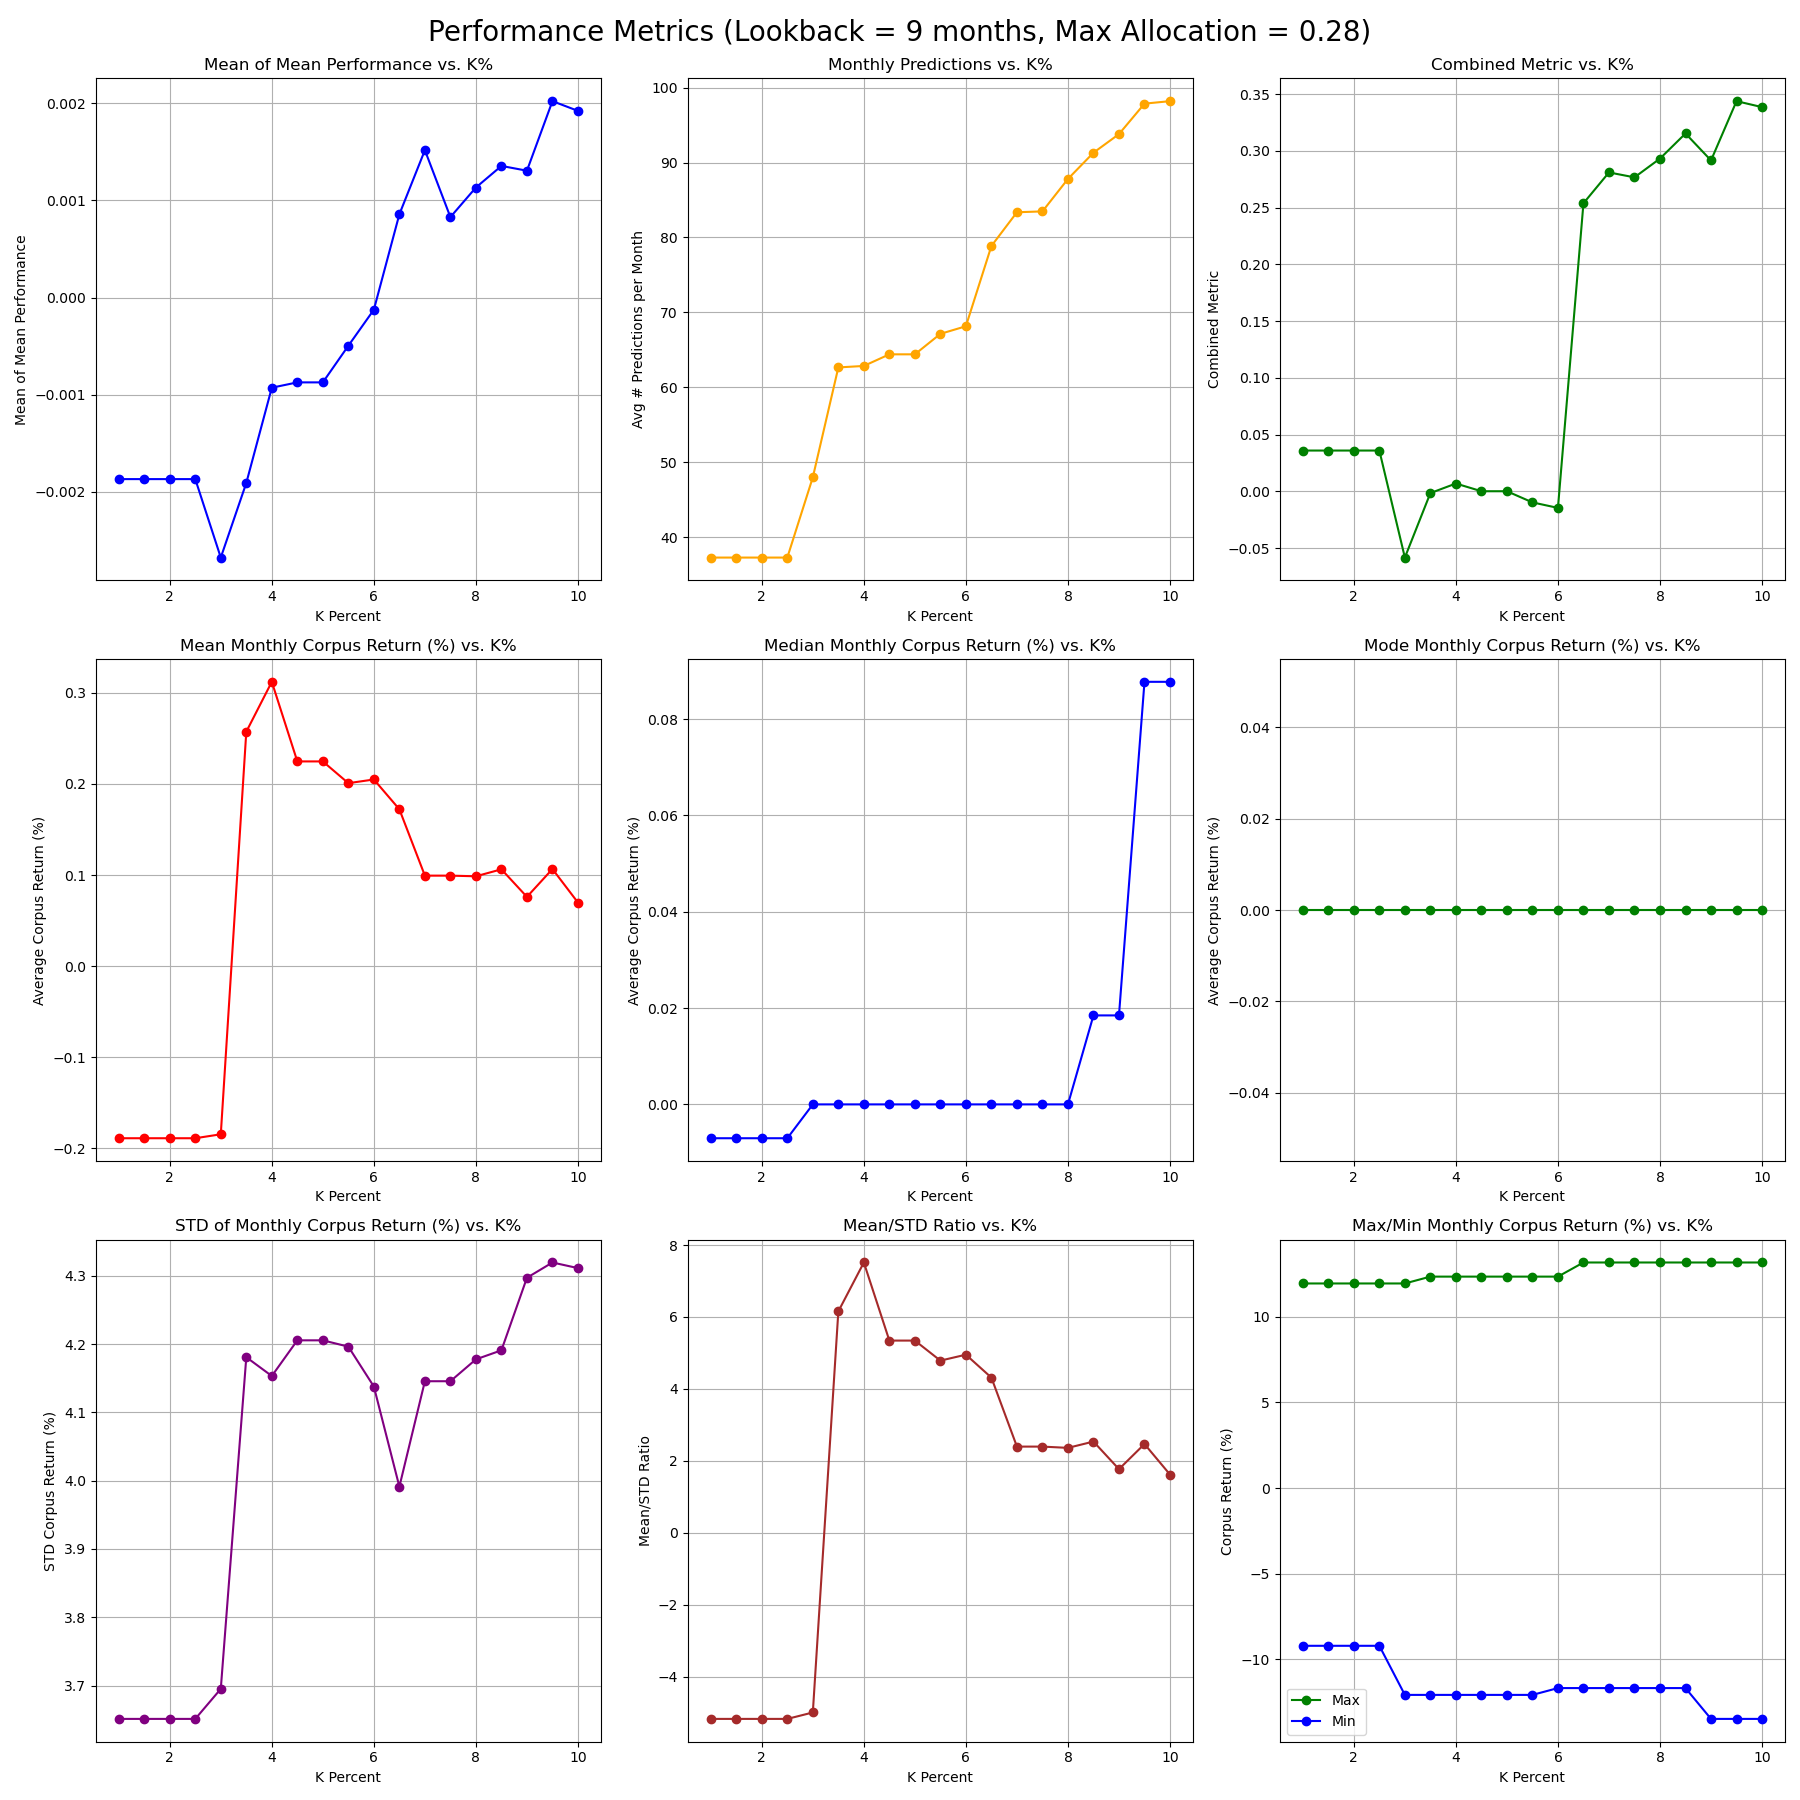 Performance Metrics (Lookback = 9 months, Max Allocation = 0.28)
Mean of Mean Performance vs. K%
Mean of Mean Performance
0.002
0.001
0.000
−0.001
−0.002
2 4 6 8 10
K Percent
Monthly Predictions vs. K%
Avg # Predictions per Month
100
90
80
70
60
50
40
2 4 6 8 10
K Percent
Combined Metric vs. K%
Combined Metric
0.35
0.30
0.25
0.20
0.15
0.10
0.05
0.00
−0.05
2 4 6 8 10
K Percent
Mean Monthly Corpus Return (%) vs. K%
Average Corpus Return (%)
0.3
0.2
0.1
0.0
−0.1
−0.2
2 4 6 8 10
K Percent
Median Monthly Corpus Return (%) vs. K%
Average Corpus Return (%)
0.08
0.06
0.04
0.02
0.00
2 4 6 8 10
K Percent
Mode Monthly Corpus Return (%) vs. K%
Average Corpus Return (%)
0.04
0.02
0.00
−0.02
−0.04
2 4 6 8 10
K Percent
STD of Monthly Corpus Return (%) vs. K%
STD Corpus Return (%)
4.3
4.2
4.1
4.0
3.9
3.8
3.7
2 4 6 8 10
K Percent
Mean/STD Ratio vs. K%
Mean/STD Ratio
8
6
4
2
0
−2
−4
2 4 6 8 10
K Percent
Max/Min Monthly Corpus Return (%) vs. K%
Corpus Return (%)
10
5
0
−5
−10
Max
Min
2 4 6 8 10
K Percent